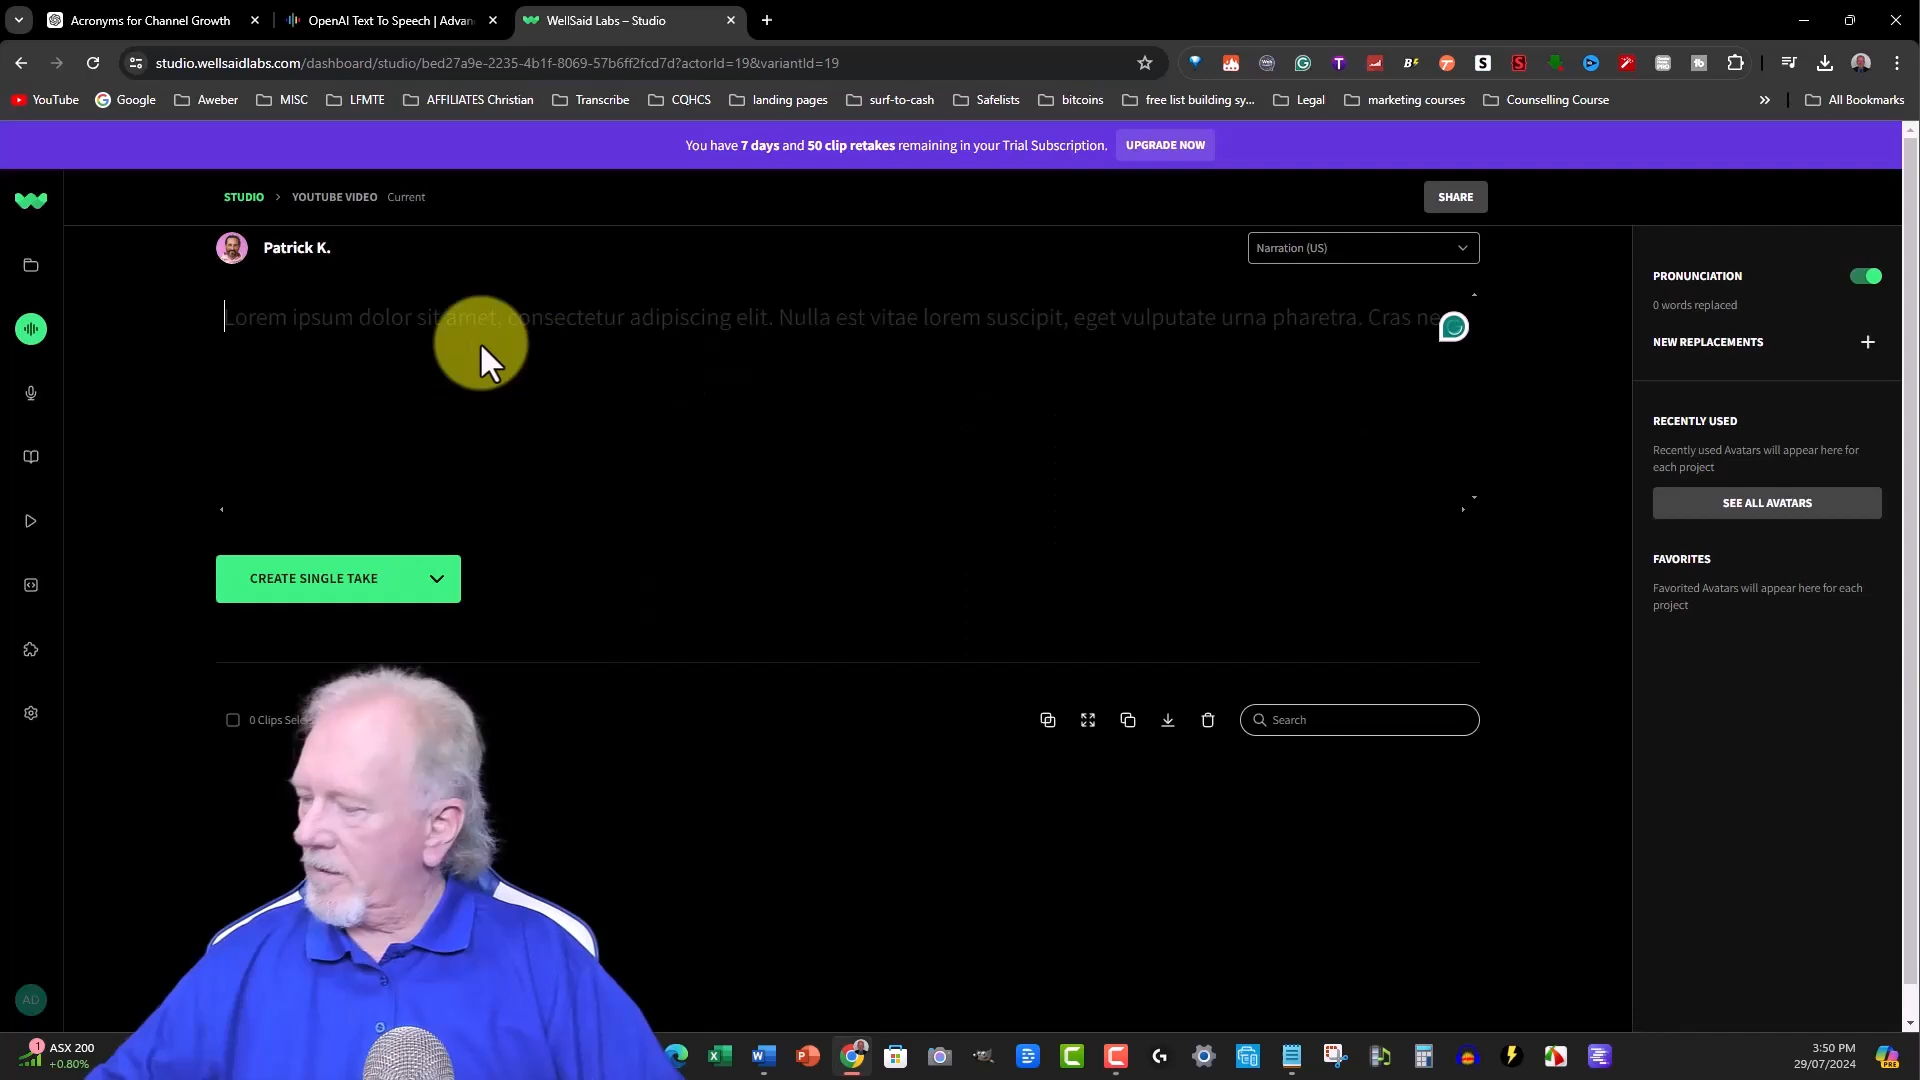 Acronyms for Channel Growth
OpenAI Text To Speech | Advan
WellSaid Labs – Studio
studio.wellsaidlabs.com/dashboard/studio/bed27a9e-2235-4b1f-8069-57b6ff2fcd7d?actorId=19&variantId=19
YouTube
Google
Aweber
MISC
LFMTE
AFFILIATES Christian
Transcribe
CQHCS
landing pages
surf-to-cash
Safelists
bitcoins
free list building sy...
Legal
marketing courses
Counselling Course
All Bookmarks
You have 7 days and 50 clip retakes remaining in your Trial Subscription.
UPGRADE NOW
STUDIO > YOUTUBE VIDEO Current
SHARE
Patrick K.
Narration (US)
Lorem ipsum dolor sit amet, consectetur adipiscing elit. Nulla est vitae lorem suscipit, eget vulputate urna pharetra. Cras ne
CREATE SINGLE TAKE
0 Clips Sele
Search
PRONUNCIATION
0 words replaced
NEW REPLACEMENTS
RECENTLY USED
Recently used Avatars will appear here for
each project
SEE ALL AVATARS
FAVORITES
Favorited Avatars will appear here for each
project
AD
1
ASX 200
+0.80%
3:50 PM
29/07/2024